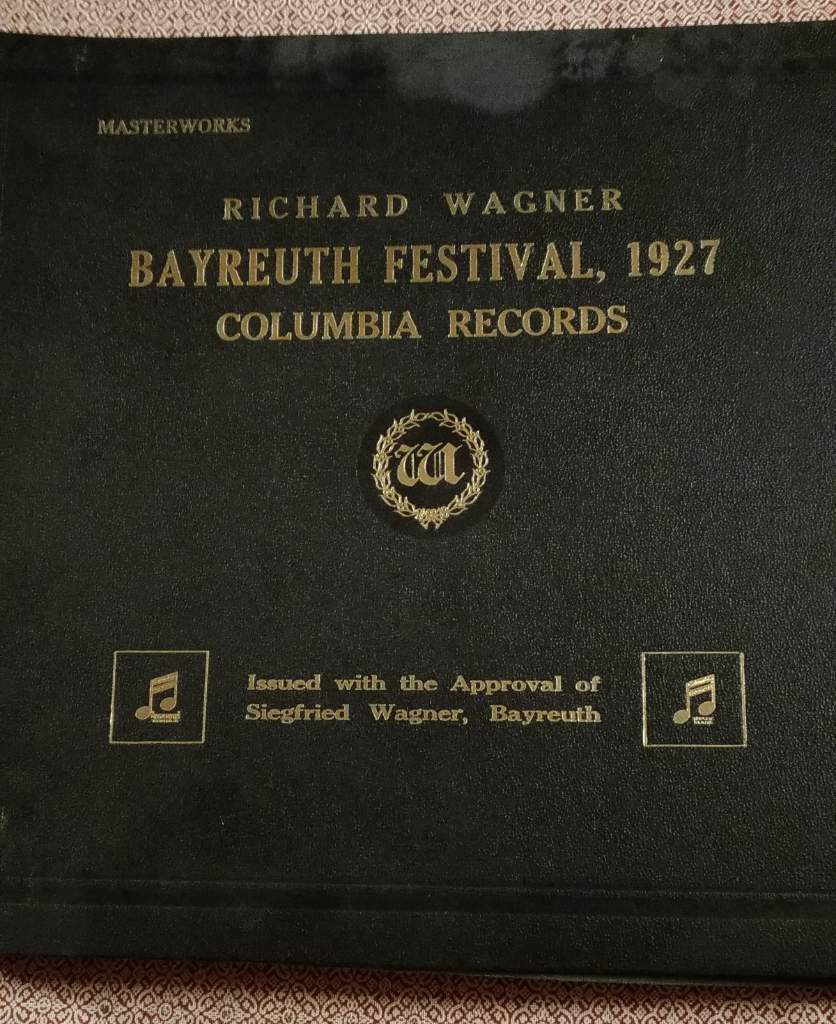 MASTERWORKS
RICHARD WAGNER
BAYREUTH FESTIVAL, 1927
COLUMBIA RECORDS
W
Issued with the Approval of
Siegfried Wagner, Bayreuth